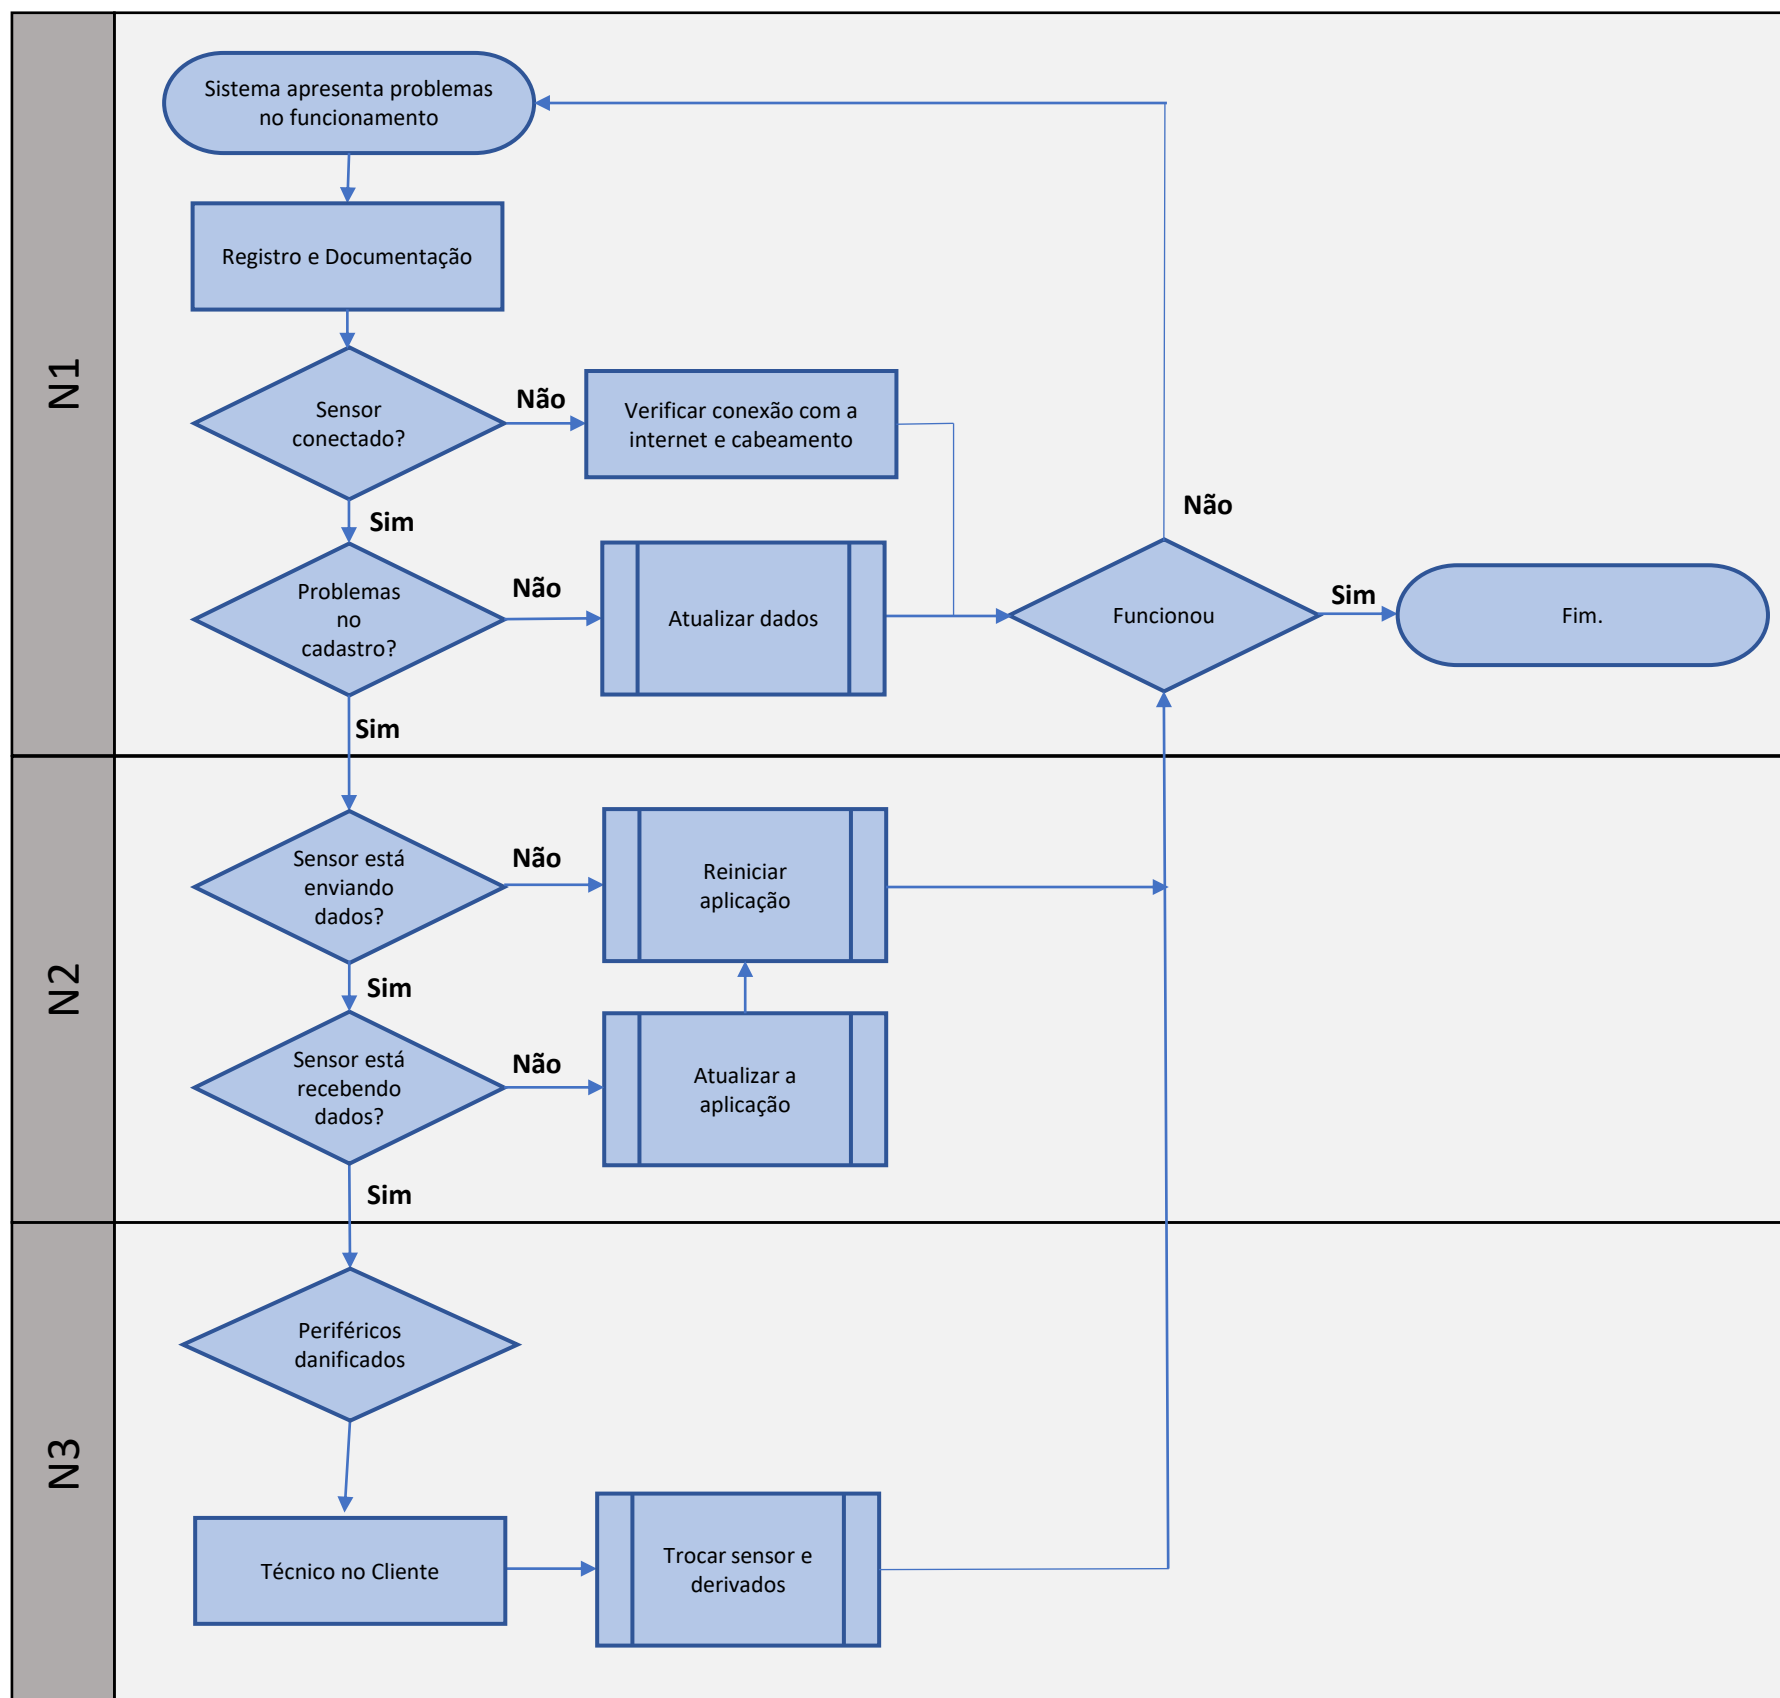 N1
Sistema apresenta problemas
no funcionamento
Registro e Documentação
Sensor
conectado?
Não
Verificar conexão com a
internet e cabeamento
Sim
Problemas
no
cadastro?
Não
Atualizar dados
Funcionou
Não
Sim
Fim.
Sim
N2
Sensor está
enviando
dados?
Não
Reiniciar
aplicação
Sim
Sensor está
recebendo
dados?
Não
Atualizar a
aplicação
Sim
N3
Periféricos
danificados
Técnico no Cliente
Trocar sensor e
derivados